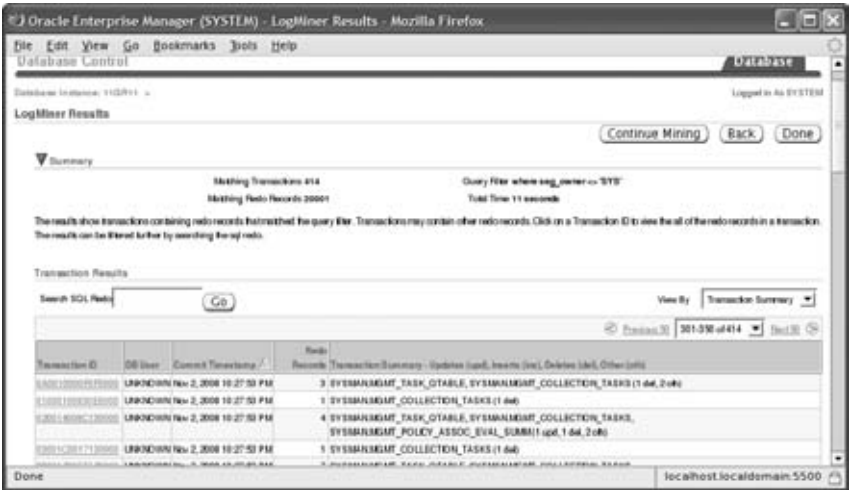 Oracle Enterprise Manager (SYSTEM) - LogMiner Results - Mozilla Firefox
File Edit View Go Bookmarks Tools Help
Database Control
Database
Database Instance: 11GR11 >
Logged in As SYSTEM
LogMiner Results
Continue Mining Back Done
Summary
Matching Transactions 414 Query Filter where seg_owner <> 'SYS'
Matching Redo Records 20001 Total Time 11 seconds
The results show transactions containing redo records that matched the query filter. Transactions may contain other redo records. Click on a Transaction ID to view the all of the redo records in a transaction.
The results can be filtered further by searching the sql redo.
Transaction Results
Search SQL Redo Go View By Transaction Summary
Previous 50 301-350 of 414 Next 50
Transaction ID DB User Commit Timestamp Redo Records Transaction Summary - Updates (upd), Inserts (ins), Deletes (del), Other (oth)
UNKNOWN Nov 2, 2008 10:27:53 PM 3 SYSMAN.MGMT_TASK_QTABLE, SYSMAN.MGMT_COLLECTION_TASKS (1 del, 2 oth)
UNKNOWN Nov 2, 2008 10:27:53 PM 1 SYSMAN.MGMT_COLLECTION_TASKS (1 del)
UNKNOWN Nov 2, 2008 10:27:53 PM 4 SYSMAN.MGMT_TASK_QTABLE, SYSMAN.MGMT_COLLECTION_TASKS,
SYSMAN.MGMT_POLICY_ASSOC_EVAL_SUMM(1 upd, 1 del, 2 oth)
UNKNOWN Nov 2, 2008 10:27:53 PM 1 SYSMAN.MGMT_COLLECTION_TASKS (1 del)
Done localhost.localdomain:5500